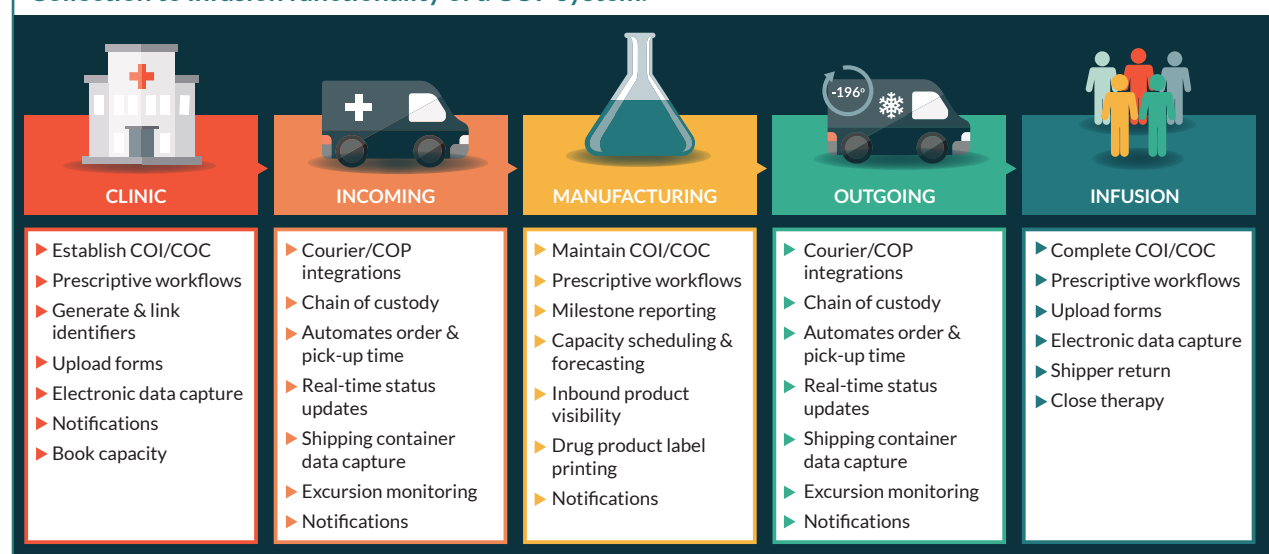 CLINIC
Establish COI/COC
Prescriptive workflows
Generate & link
identifiers
Upload forms
Electronic data capture
Notifications
Book capacity
INCOMING
Courier/COP
integrations
Chain of custody
Automates order &
pick-up time
Real-time status
updates
Shipping container
data capture
Excursion monitoring
Notifications
MANUFACTURING
Maintain COI/COC
Prescriptive workflows
Milestone reporting
Capacity scheduling &
forecasting
Inbound product
visibility
Drug product label
printing
Notifications
-196°
OUTGOING
Courier/COP
integrations
Chain of custody
Automates order &
pick-up time
Real-time status
updates
Shipping container
data capture
Excursion monitoring
Notifications
INFUSION
Complete COI/COC
Prescriptive workflows
Upload forms
Electronic data capture
Shipper return
Close therapy